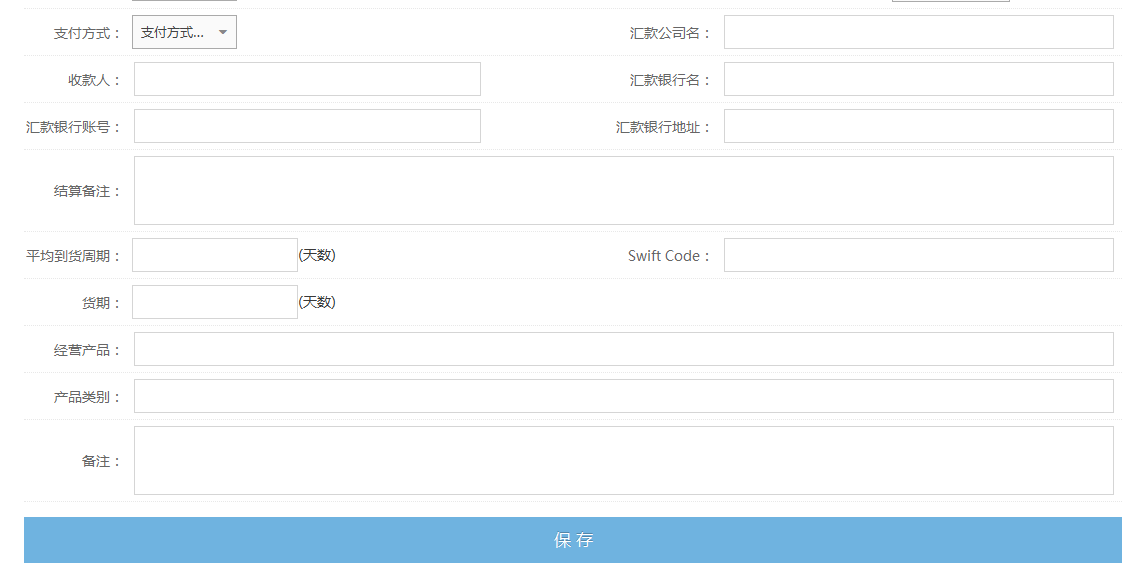 支付方式： 支付方式... 汇款公司名：
收款人： 汇款银行名：
汇款银行账号： 汇款银行地址：
结算备注：
平均到货周期： (天数) Swift Code：
货期： (天数)
经营产品：
产品类别：
备注：
保 存